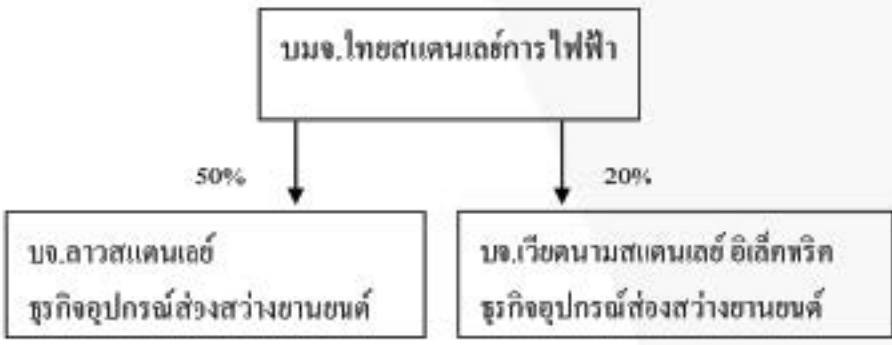 บมจ.ไทยสแตนเลย์การไฟฟ้า
50%
20%
บจ.ลาวสแตนเลย์
ธุรกิจอุปกรณ์ส่องสว่างยานยนต์
บจ.เวียดนามสแตนเลย์ อิเล็คทริค
ธุรกิจอุปกรณ์ส่องสว่างยานยนต์